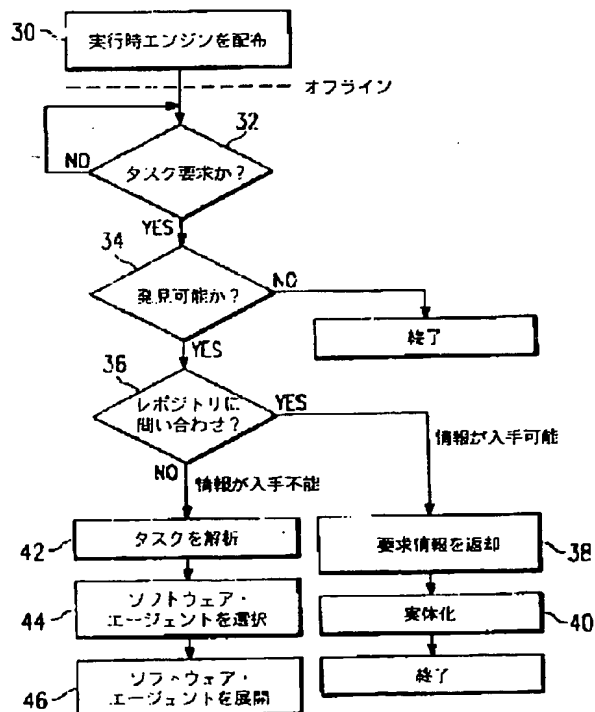 30
実行時エンジンを配布
オフライン
32
NO
タスク要求か?
YES
34
発見可能か?
NO
終了
YES
36
レポジトリに
問い合わせ?
YES
情報が入手可能
NO
情報が入手不能
42
タスクを解析
要求情報を返却
38
44
ソフトウェア・
エージェントを選択
実体化
40
46
ソフトウェア・
エージェントを展開
終了